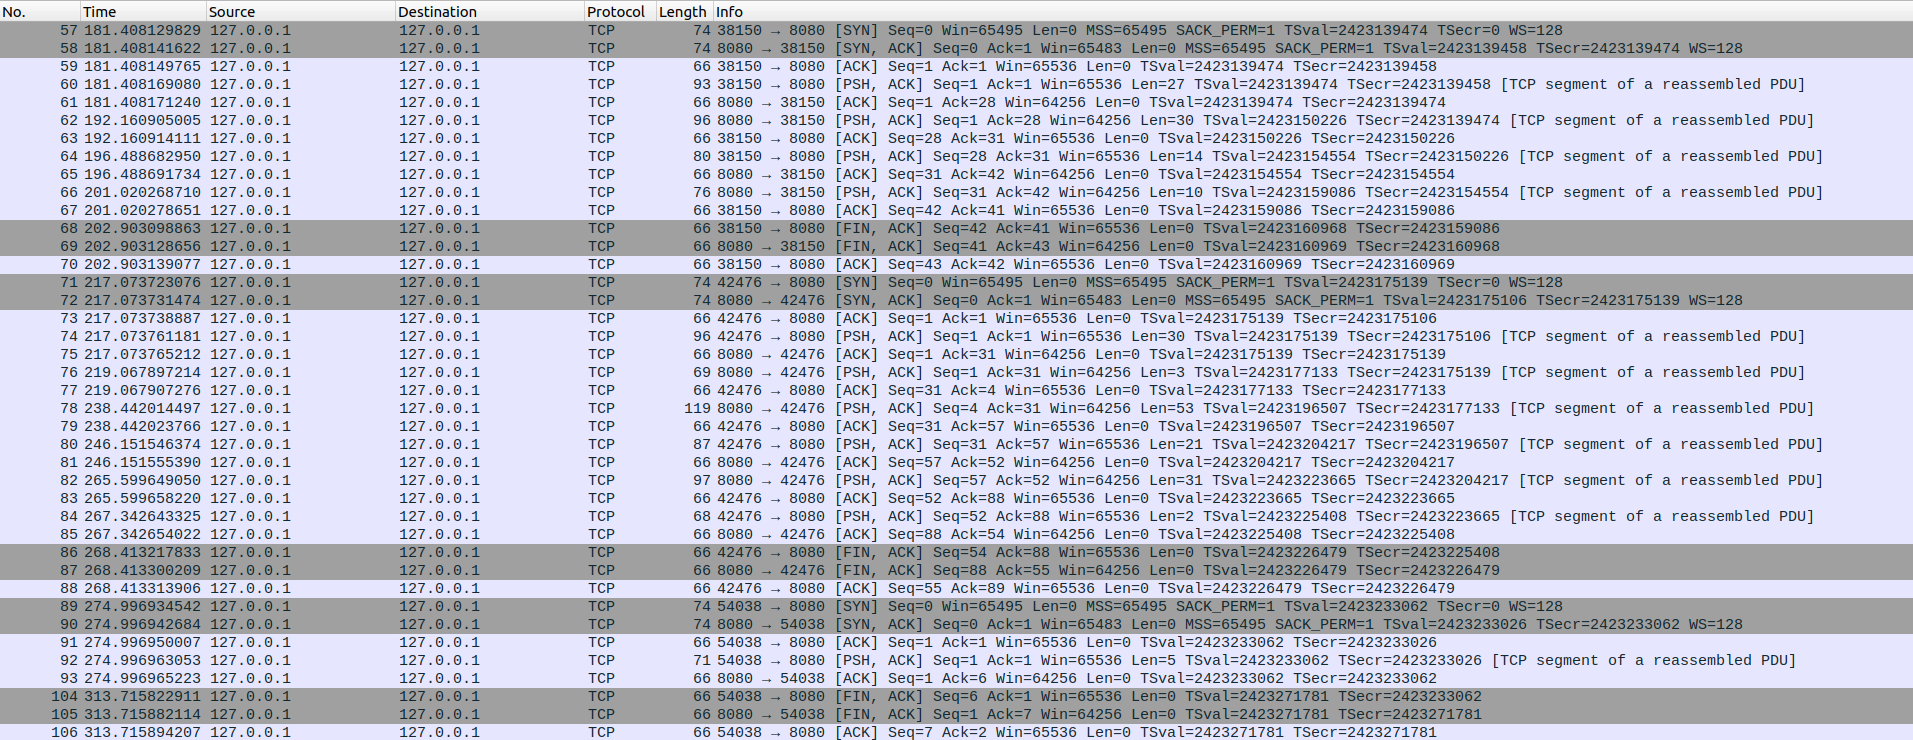 No. Time Source Destination Protocol Length Info
57 181.408129829 127.0.0.1 127.0.0.1 TCP 74 38150 → 8080 [SYN] Seq=0 Win=65495 Len=0 MSS=65495 SACK_PERM=1 TSval=2423139474 TSecr=0 WS=128
58 181.408141622 127.0.0.1 127.0.0.1 TCP 74 8080 → 38150 [SYN, ACK] Seq=0 Ack=1 Win=65483 Len=0 MSS=65495 SACK_PERM=1 TSval=2423139458 TSecr=2423139474 WS=128
59 181.408149765 127.0.0.1 127.0.0.1 TCP 66 38150 → 8080 [ACK] Seq=1 Ack=1 Win=65536 Len=0 TSval=2423139474 TSecr=2423139458
60 181.408169080 127.0.0.1 127.0.0.1 TCP 93 38150 → 8080 [PSH, ACK] Seq=1 Ack=1 Win=65536 Len=27 TSval=2423139474 TSecr=2423139458 [TCP segment of a reassembled PDU]
61 181.408171240 127.0.0.1 127.0.0.1 TCP 66 8080 → 38150 [ACK] Seq=1 Ack=28 Win=64256 Len=0 TSval=2423139474 TSecr=2423139474
62 192.160905005 127.0.0.1 127.0.0.1 TCP 96 8080 → 38150 [PSH, ACK] Seq=1 Ack=28 Win=64256 Len=30 TSval=2423150226 TSecr=2423139474 [TCP segment of a reassembled PDU]
63 192.160914111 127.0.0.1 127.0.0.1 TCP 66 38150 → 8080 [ACK] Seq=28 Ack=31 Win=65536 Len=0 TSval=2423150226 TSecr=2423150226
64 196.488682950 127.0.0.1 127.0.0.1 TCP 80 38150 → 8080 [PSH, ACK] Seq=28 Ack=31 Win=65536 Len=14 TSval=2423154554 TSecr=2423150226 [TCP segment of a reassembled PDU]
65 196.488691734 127.0.0.1 127.0.0.1 TCP 66 8080 → 38150 [ACK] Seq=31 Ack=42 Win=64256 Len=0 TSval=2423154554 TSecr=2423154554
66 201.020268710 127.0.0.1 127.0.0.1 TCP 76 8080 → 38150 [PSH, ACK] Seq=31 Ack=42 Win=64256 Len=10 TSval=2423159086 TSecr=2423154554 [TCP segment of a reassembled PDU]
67 201.020278651 127.0.0.1 127.0.0.1 TCP 66 38150 → 8080 [ACK] Seq=42 Ack=41 Win=65536 Len=0 TSval=2423159086 TSecr=2423159086
68 202.903098863 127.0.0.1 127.0.0.1 TCP 66 38150 → 8080 [FIN, ACK] Seq=42 Ack=41 Win=65536 Len=0 TSval=2423160968 TSecr=2423159086
69 202.903128656 127.0.0.1 127.0.0.1 TCP 66 8080 → 38150 [FIN, ACK] Seq=41 Ack=43 Win=64256 Len=0 TSval=2423160969 TSecr=2423160968
70 202.903139077 127.0.0.1 127.0.0.1 TCP 66 38150 → 8080 [ACK] Seq=43 Ack=42 Win=65536 Len=0 TSval=2423160969 TSecr=2423160969
71 217.073723076 127.0.0.1 127.0.0.1 TCP 74 42476 → 8080 [SYN] Seq=0 Win=65495 Len=0 MSS=65495 SACK_PERM=1 TSval=2423175139 TSecr=0 WS=128
72 217.073731474 127.0.0.1 127.0.0.1 TCP 74 8080 → 42476 [SYN, ACK] Seq=0 Ack=1 Win=65483 Len=0 MSS=65495 SACK_PERM=1 TSval=2423175106 TSecr=2423175139 WS=128
73 217.073738887 127.0.0.1 127.0.0.1 TCP 66 42476 → 8080 [ACK] Seq=1 Ack=1 Win=65536 Len=0 TSval=2423175139 TSecr=2423175106
74 217.073761181 127.0.0.1 127.0.0.1 TCP 96 42476 → 8080 [PSH, ACK] Seq=1 Ack=1 Win=65536 Len=30 TSval=2423175139 TSecr=2423175106 [TCP segment of a reassembled PDU]
75 217.073765212 127.0.0.1 127.0.0.1 TCP 66 8080 → 42476 [ACK] Seq=1 Ack=31 Win=64256 Len=0 TSval=2423175139 TSecr=2423175139
76 219.067897214 127.0.0.1 127.0.0.1 TCP 69 8080 → 42476 [PSH, ACK] Seq=1 Ack=31 Win=64256 Len=3 TSval=2423177133 TSecr=2423175139 [TCP segment of a reassembled PDU]
77 219.067907276 127.0.0.1 127.0.0.1 TCP 66 42476 → 8080 [ACK] Seq=31 Ack=4 Win=65536 Len=0 TSval=2423177133 TSecr=2423177133
78 238.442014497 127.0.0.1 127.0.0.1 TCP 119 8080 → 42476 [PSH, ACK] Seq=4 Ack=31 Win=64256 Len=53 TSval=2423196507 TSecr=2423177133 [TCP segment of a reassembled PDU]
79 238.442023766 127.0.0.1 127.0.0.1 TCP 66 42476 → 8080 [ACK] Seq=31 Ack=57 Win=65536 Len=0 TSval=2423196507 TSecr=2423196507
80 246.151546374 127.0.0.1 127.0.0.1 TCP 87 42476 → 8080 [PSH, ACK] Seq=31 Ack=57 Win=65536 Len=21 TSval=2423204217 TSecr=2423196507 [TCP segment of a reassembled PDU]
81 246.151555390 127.0.0.1 127.0.0.1 TCP 66 8080 → 42476 [ACK] Seq=57 Ack=52 Win=64256 Len=0 TSval=2423204217 TSecr=2423204217
82 265.599649050 127.0.0.1 127.0.0.1 TCP 97 8080 → 42476 [PSH, ACK] Seq=57 Ack=52 Win=64256 Len=31 TSval=2423223665 TSecr=2423204217 [TCP segment of a reassembled PDU]
83 265.599658220 127.0.0.1 127.0.0.1 TCP 66 42476 → 8080 [ACK] Seq=52 Ack=88 Win=65536 Len=0 TSval=2423223665 TSecr=2423223665
84 267.342643325 127.0.0.1 127.0.0.1 TCP 68 42476 → 8080 [PSH, ACK] Seq=52 Ack=88 Win=65536 Len=2 TSval=2423225408 TSecr=2423223665 [TCP segment of a reassembled PDU]
85 267.342654022 127.0.0.1 127.0.0.1 TCP 66 8080 → 42476 [ACK] Seq=88 Ack=54 Win=64256 Len=0 TSval=2423225408 TSecr=2423225408
86 268.413217833 127.0.0.1 127.0.0.1 TCP 66 42476 → 8080 [FIN, ACK] Seq=54 Ack=88 Win=65536 Len=0 TSval=2423226479 TSecr=2423225408
87 268.413300209 127.0.0.1 127.0.0.1 TCP 66 8080 → 42476 [FIN, ACK] Seq=88 Ack=55 Win=64256 Len=0 TSval=2423226479 TSecr=2423226479
88 268.413313906 127.0.0.1 127.0.0.1 TCP 66 42476 → 8080 [ACK] Seq=55 Ack=89 Win=65536 Len=0 TSval=2423226479 TSecr=2423226479
89 274.996934542 127.0.0.1 127.0.0.1 TCP 74 54038 → 8080 [SYN] Seq=0 Win=65495 Len=0 MSS=65495 SACK_PERM=1 TSval=2423233062 TSecr=0 WS=128
90 274.996942684 127.0.0.1 127.0.0.1 TCP 74 8080 → 54038 [SYN, ACK] Seq=0 Ack=1 Win=65483 Len=0 MSS=65495 SACK_PERM=1 TSval=2423233026 TSecr=2423233062 WS=128
91 274.996950007 127.0.0.1 127.0.0.1 TCP 66 54038 → 8080 [ACK] Seq=1 Ack=1 Win=65536 Len=0 TSval=2423233062 TSecr=2423233026
92 274.996963053 127.0.0.1 127.0.0.1 TCP 71 54038 → 8080 [PSH, ACK] Seq=1 Ack=1 Win=65536 Len=5 TSval=2423233062 TSecr=2423233026 [TCP segment of a reassembled PDU]
93 274.996965223 127.0.0.1 127.0.0.1 TCP 66 8080 → 54038 [ACK] Seq=1 Ack=6 Win=64256 Len=0 TSval=2423233062 TSecr=2423233062
104 313.715822911 127.0.0.1 127.0.0.1 TCP 66 54038 → 8080 [FIN, ACK] Seq=6 Ack=1 Win=65536 Len=0 TSval=2423271781 TSecr=2423233062
105 313.715882114 127.0.0.1 127.0.0.1 TCP 66 8080 → 54038 [FIN, ACK] Seq=1 Ack=7 Win=64256 Len=0 TSval=2423271781 TSecr=2423271781
106 313.715894207 127.0.0.1 127.0.0.1 TCP 66 54038 → 8080 [ACK] Seq=7 Ack=2 Win=65536 Len=0 TSval=2423271781 TSecr=2423271781